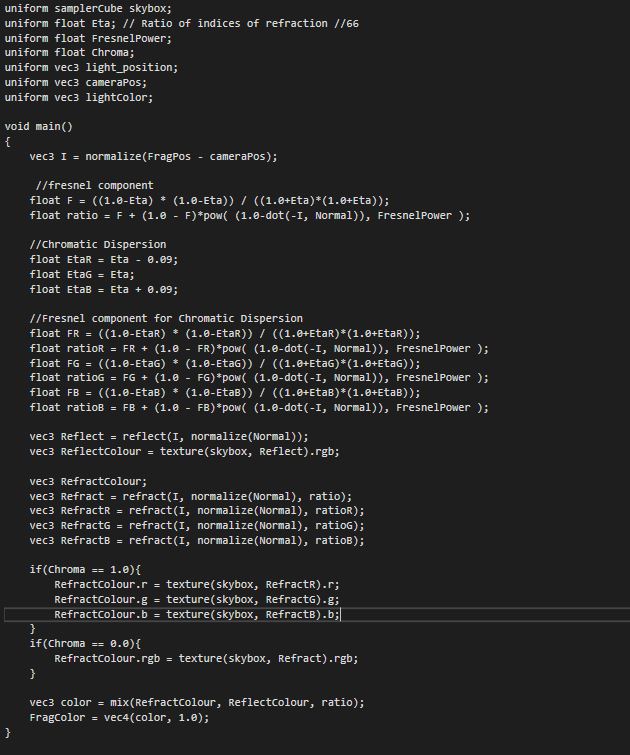 uniform samplerCube skybox;
uniform float Eta; // Ratio of indices of refraction //66
uniform float FresnelPower;
uniform float Chroma;
uniform vec3 light_position;
uniform vec3 cameraPos;
uniform vec3 lightColor;

void main()
{
    vec3 I = normalize(FragPos - cameraPos);

     //fresnel component
    float F = ((1.0-Eta) * (1.0-Eta)) / ((1.0+Eta)*(1.0+Eta));
    float ratio = F + (1.0 - F)*pow( (1.0-dot(-I, Normal)), FresnelPower );

    //Chromatic Dispersion
    float EtaR = Eta - 0.09;
    float EtaG = Eta;
    float EtaB = Eta + 0.09;

    //Fresnel component for Chromatic Dispersion
    float FR = ((1.0-EtaR) * (1.0-EtaR)) / ((1.0+EtaR)*(1.0+EtaR));
    float ratioR = FR + (1.0 - FR)*pow( (1.0-dot(-I, Normal)), FresnelPower );
    float FG = ((1.0-EtaG) * (1.0-EtaG)) / ((1.0+EtaG)*(1.0+EtaG));
    float ratioG = FG + (1.0 - FG)*pow( (1.0-dot(-I, Normal)), FresnelPower );
    float FB = ((1.0-EtaB) * (1.0-EtaB)) / ((1.0+EtaB)*(1.0+EtaB));
    float ratioB = FB + (1.0 - FB)*pow( (1.0-dot(-I, Normal)), FresnelPower );

    vec3 Reflect = reflect(I, normalize(Normal));
    vec3 ReflectColour = texture(skybox, Reflect).rgb;

    vec3 RefractColour;
    vec3 Refract = refract(I, normalize(Normal), ratio);
    vec3 RefractR = refract(I, normalize(Normal), ratioR);
    vec3 RefractG = refract(I, normalize(Normal), ratioG);
    vec3 RefractB = refract(I, normalize(Normal), ratioB);

    if(Chroma == 1.0){
        RefractColour.r = texture(skybox, RefractR).r;
        RefractColour.g = texture(skybox, RefractG).g;
        RefractColour.b = texture(skybox, RefractB).b;
    }
    if(Chroma == 0.0){
        RefractColour.rgb = texture(skybox, Refract).rgb;
    }

    vec3 color = mix(RefractColour, ReflectColour, ratio);
    FragColor = vec4(color, 1.0);
}